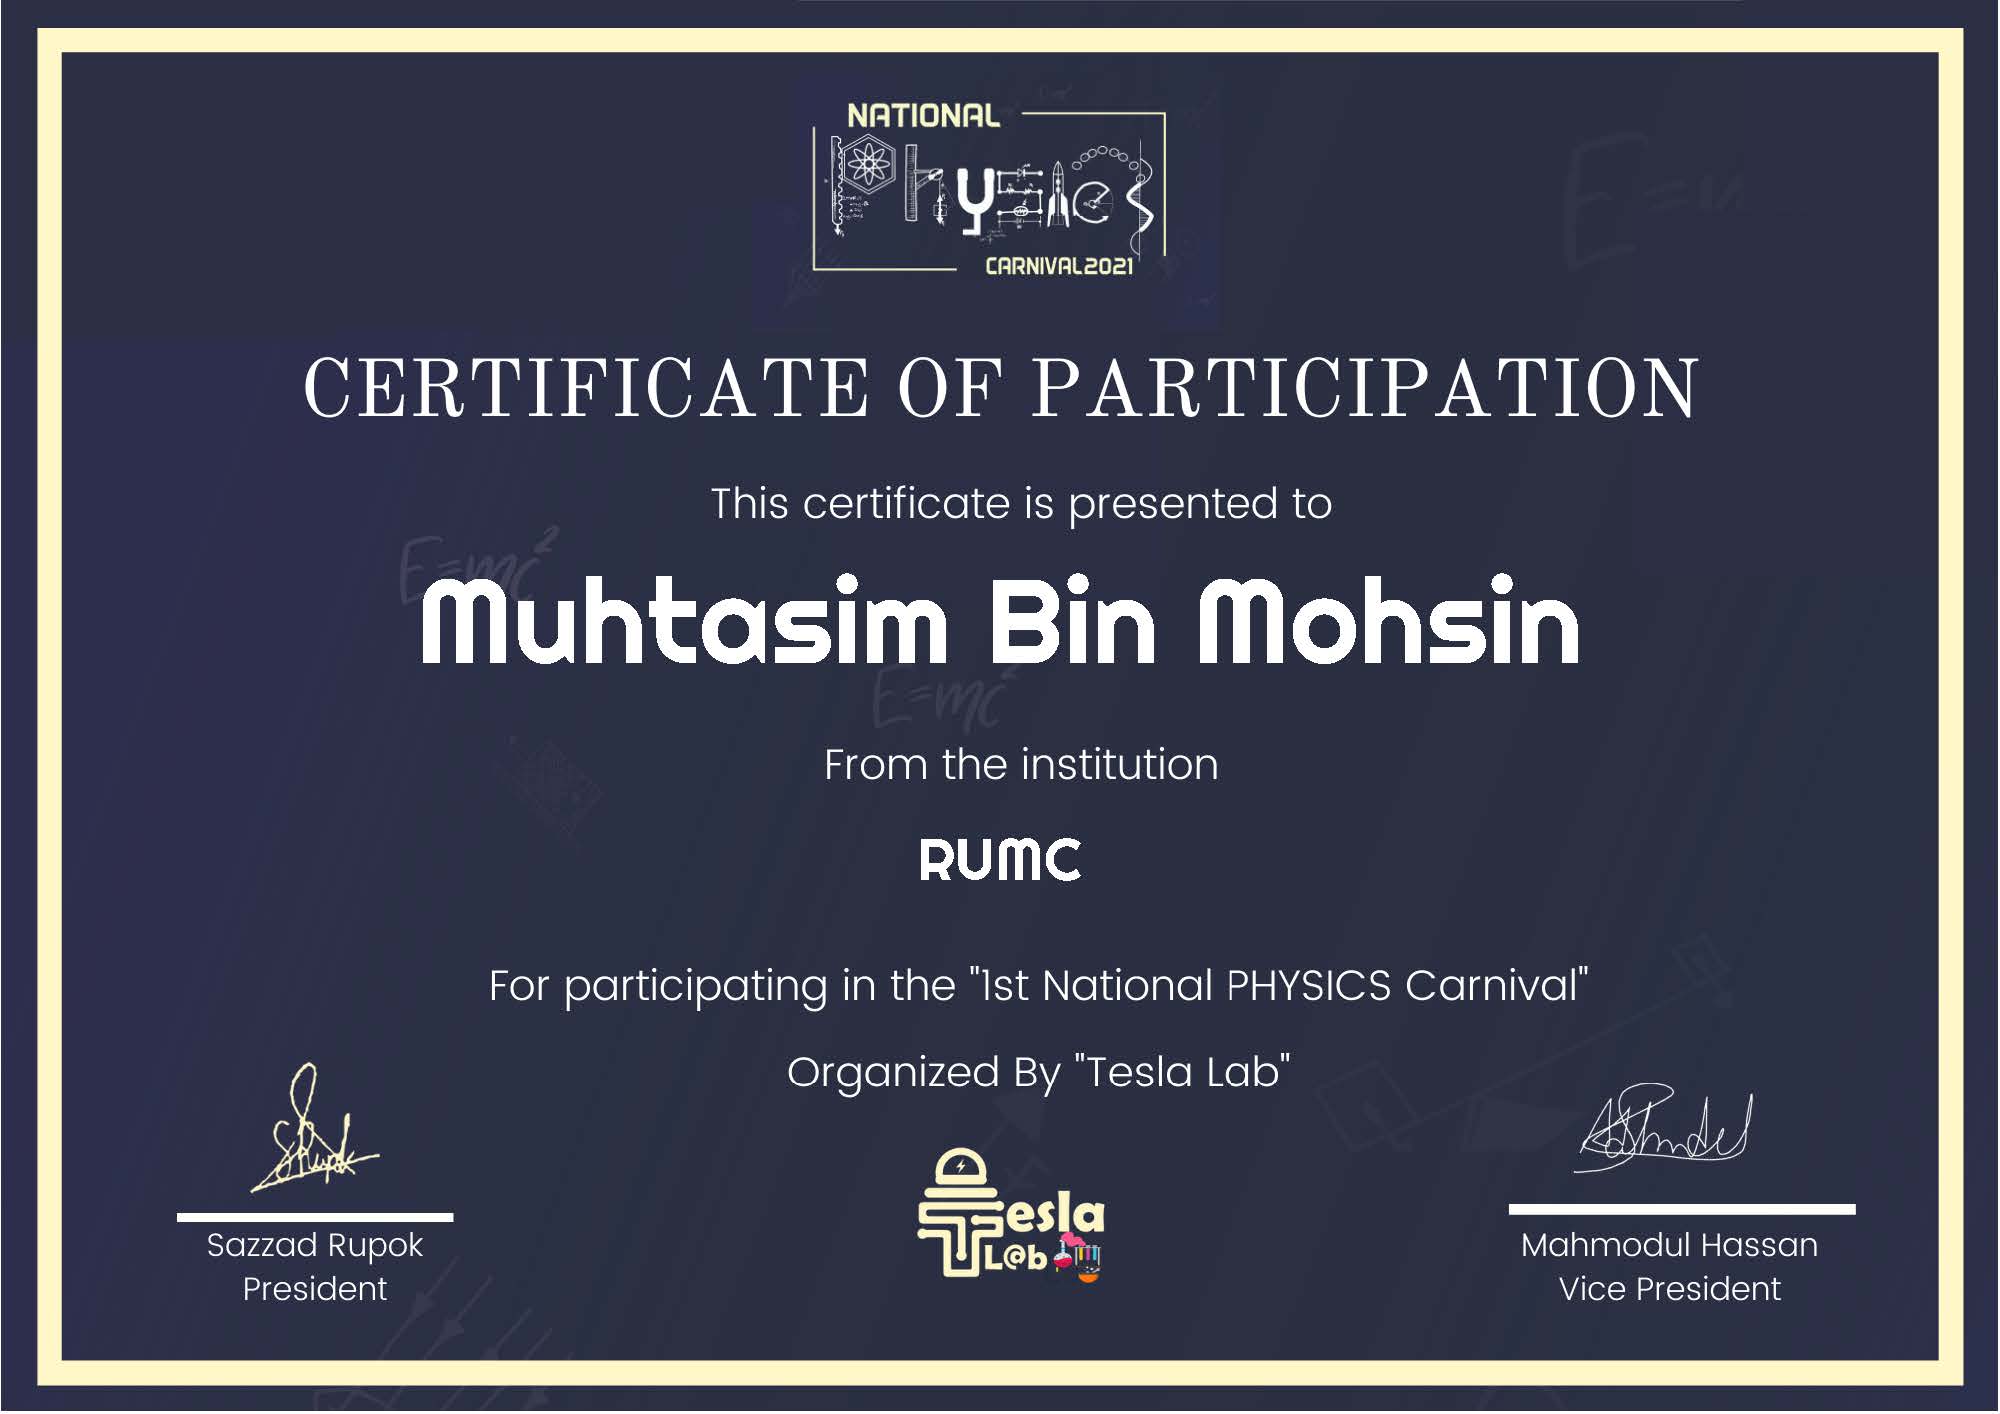 NATIONAL
Physics
CARNIVAL2021
CERTIFICATE OF PARTICIPATION
This certificate is presented to
E=mc²
Muhtasim Bin Mohsin
E=mc²
From the institution
RUMC
For participating in the "1st National PHYSICS Carnival"
Organized By "Tesla Lab"
Tesla
L@b
Sazzad Rupok
President
Mahmodul Hassan
Vice President